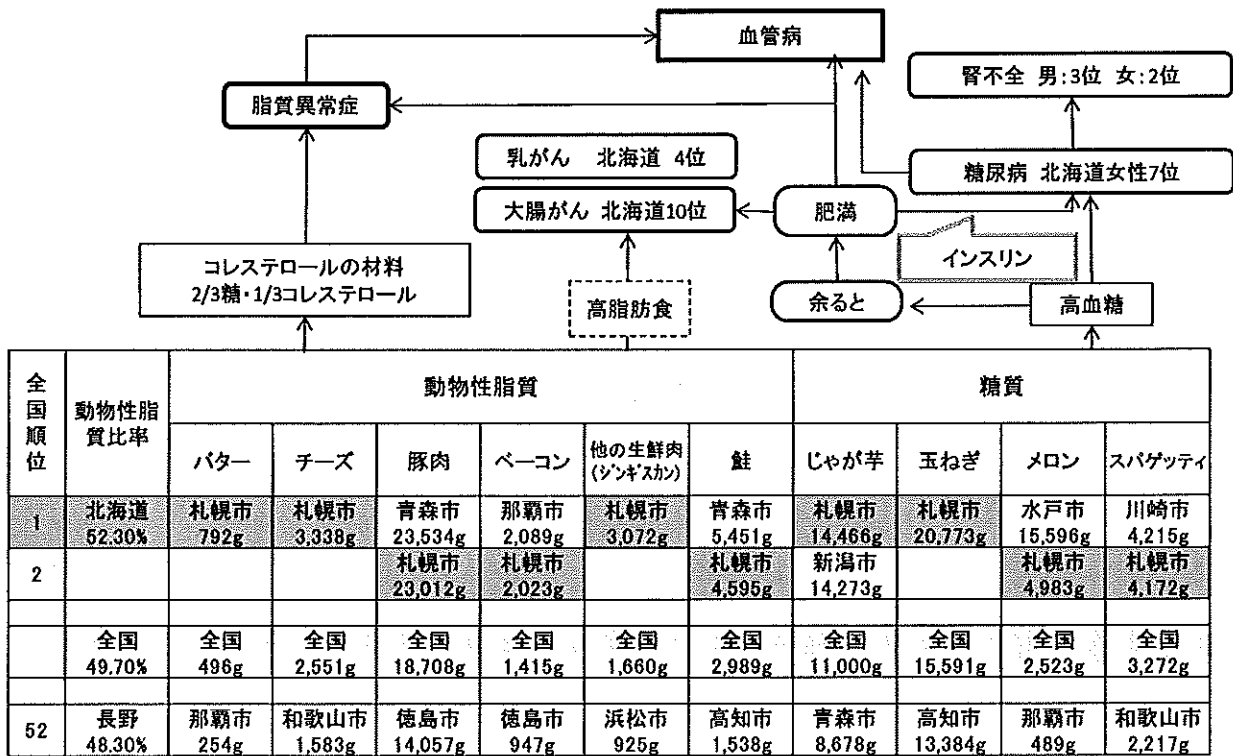 血管病
脂質異常症
腎不全 男:3位 女:2位
乳がん 北海道 4位
糖尿病 北海道女性7位
大腸がん 北海道10位
肥満
インスリン
コレステロールの材料
2/3糖・1/3コレステロール
高脂肪食
余ると
高血糖
全国順位 動物性脂質比率 動物性脂質 糖質
バター チーズ 豚肉 ベーコン 他の生鮮肉(ジンギスカン) 鮭 じゃが芋 玉ねぎ メロン スパゲッティ
1 北海道 札幌市 札幌市 青森市 那覇市 札幌市 青森市 札幌市 札幌市 水戸市 川崎市
52.30% 792g 3,338g 23,534g 2,089g 3,072g 5,451g 14,466g 20,773g 15,596g 4,215g
2 札幌市 札幌市 札幌市 新潟市 札幌市 札幌市
23,012g 2,023g 4,595g 14,273g 4,983g 4,172g
全国 全国 全国 全国 全国 全国 全国 全国 全国 全国 全国
49.70% 496g 2,551g 18,708g 1,415g 1,660g 2,989g 11,000g 15,591g 2,523g 3,272g
52 長野 那覇市 和歌山市 徳島市 徳島市 浜松市 高知市 青森市 高知市 那覇市 和歌山市
48.30% 254g 1,583g 14,057g 947g 925g 1,538g 8,678g 13,384g 489g 2,217g